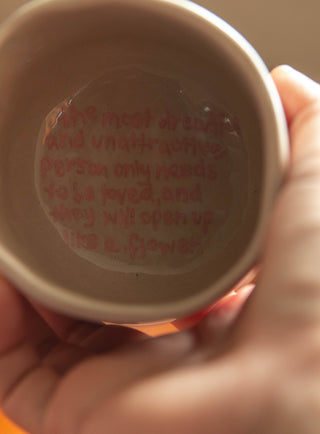 the most dreadful
and unattractive
person only needs
to be loved, and
they will open up
like a flower